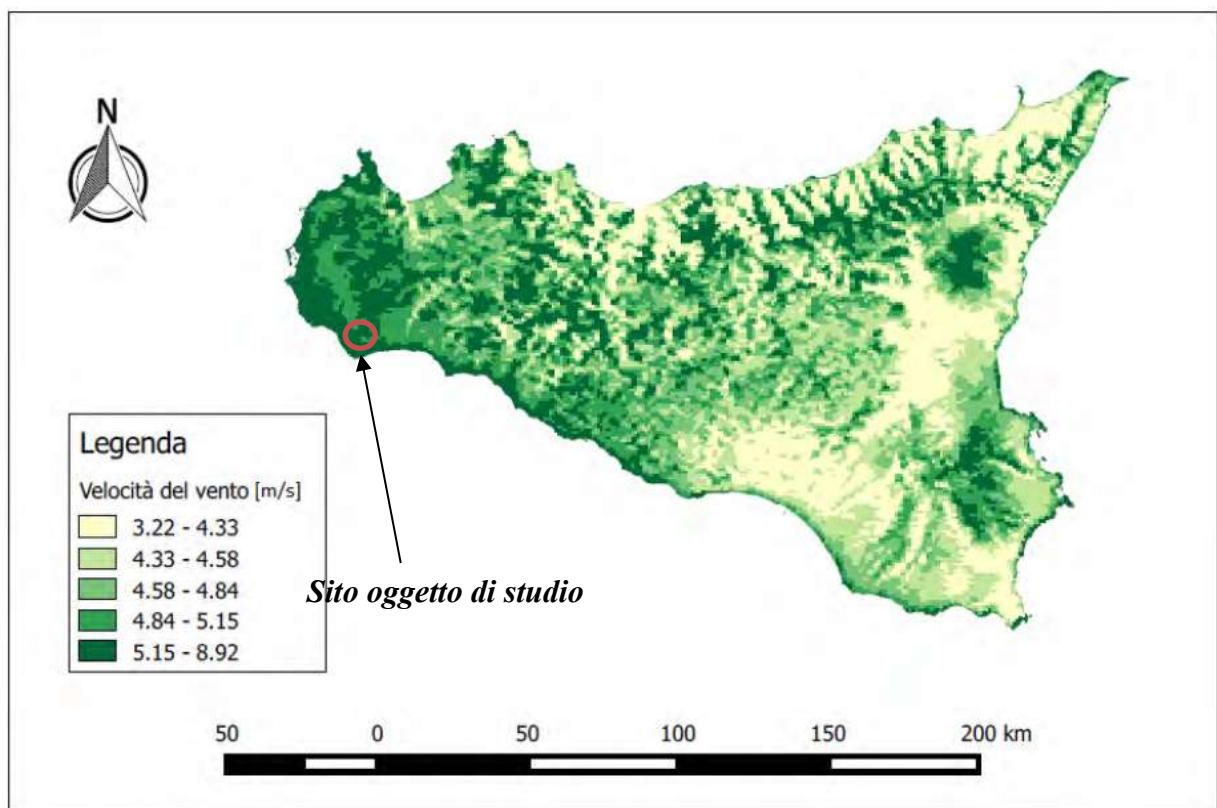 N
Legenda
Velocità del vento [m/s]
3.22 - 4.33
4.33 - 4.58
4.58 - 4.84
4.84 - 5.15
5.15 - 8.92
Sito oggetto di studio
50 0 50 100 150 200 km